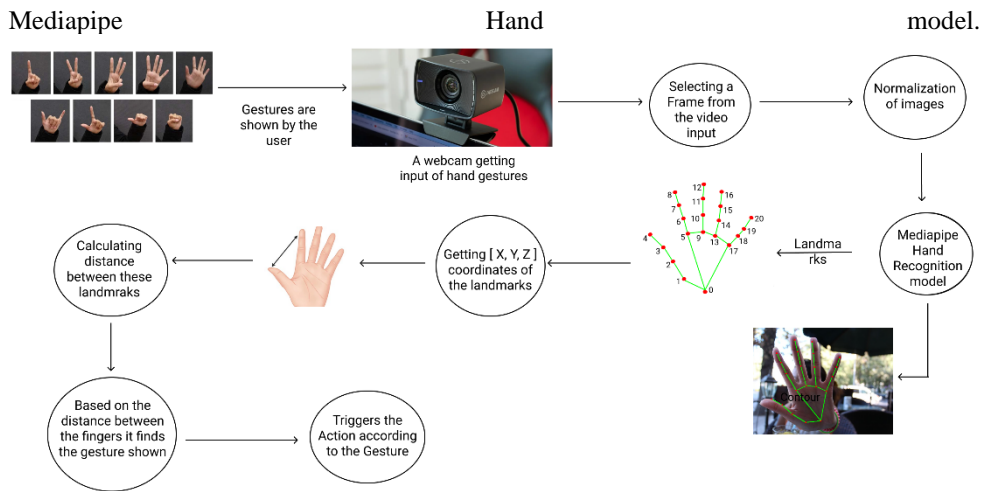 Mediapipe Hand model.
Gestures are
shown by the
user
A webcam getting
input of hand gestures
Selecting a
Frame from
the video
input
Normalization
of images
Calculating
distance
between these
landmraks
Getting [ X, Y, Z ]
coordinates
of the
landmarks
8
7
6
5
4
3
2
1
0
12
11
10
9
16
15
14
13
20
19
18
17
Landma
rks
Mediapipe
Hand
Recognition
model
Contour
Based on the
distance between
the fingers it finds
the gesture shown
Triggers the
Action according
to the Gesture